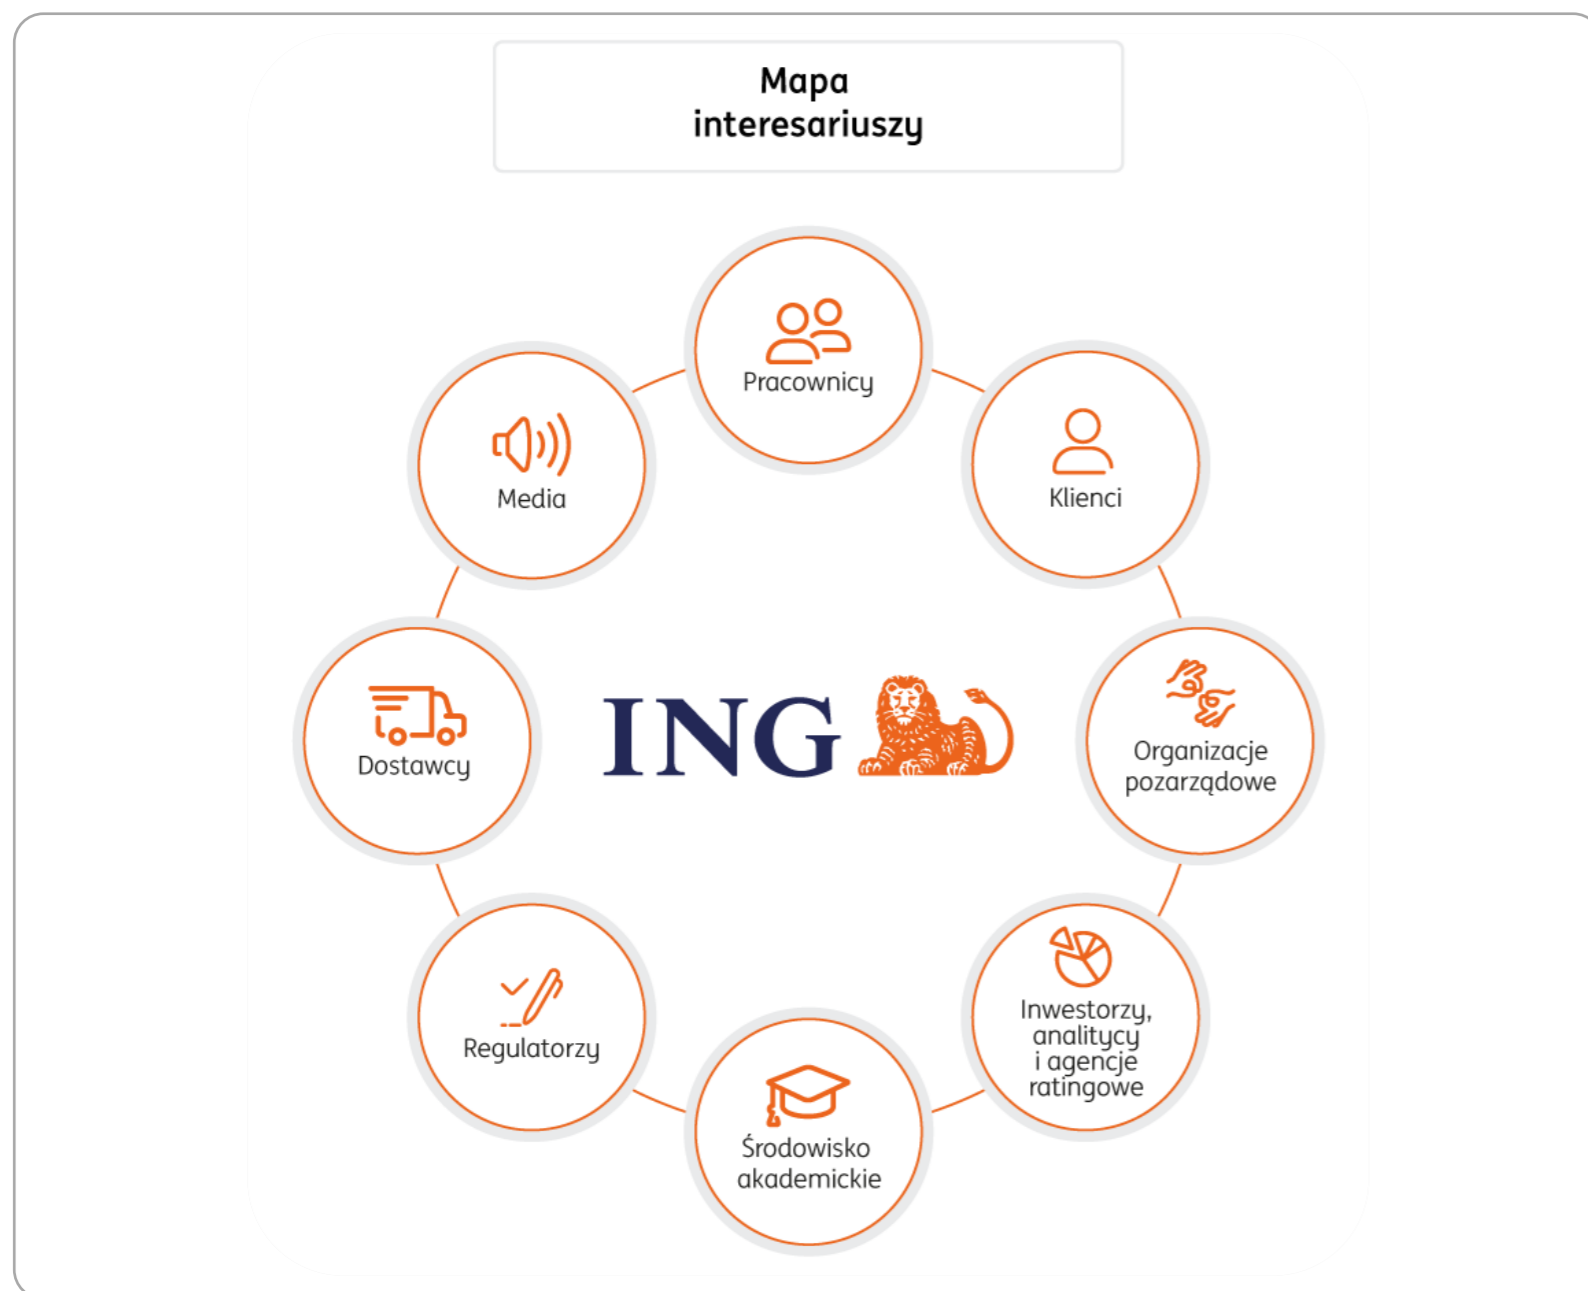 Mapa
interesariuszy
Pracownicy
Media
Klienci
Dostawcy
ING
Organizacje
pozarządowe
Regulatorzy
Inwestorzy,
analitycy
i agencje
ratingowe
Środowisko
akademickie